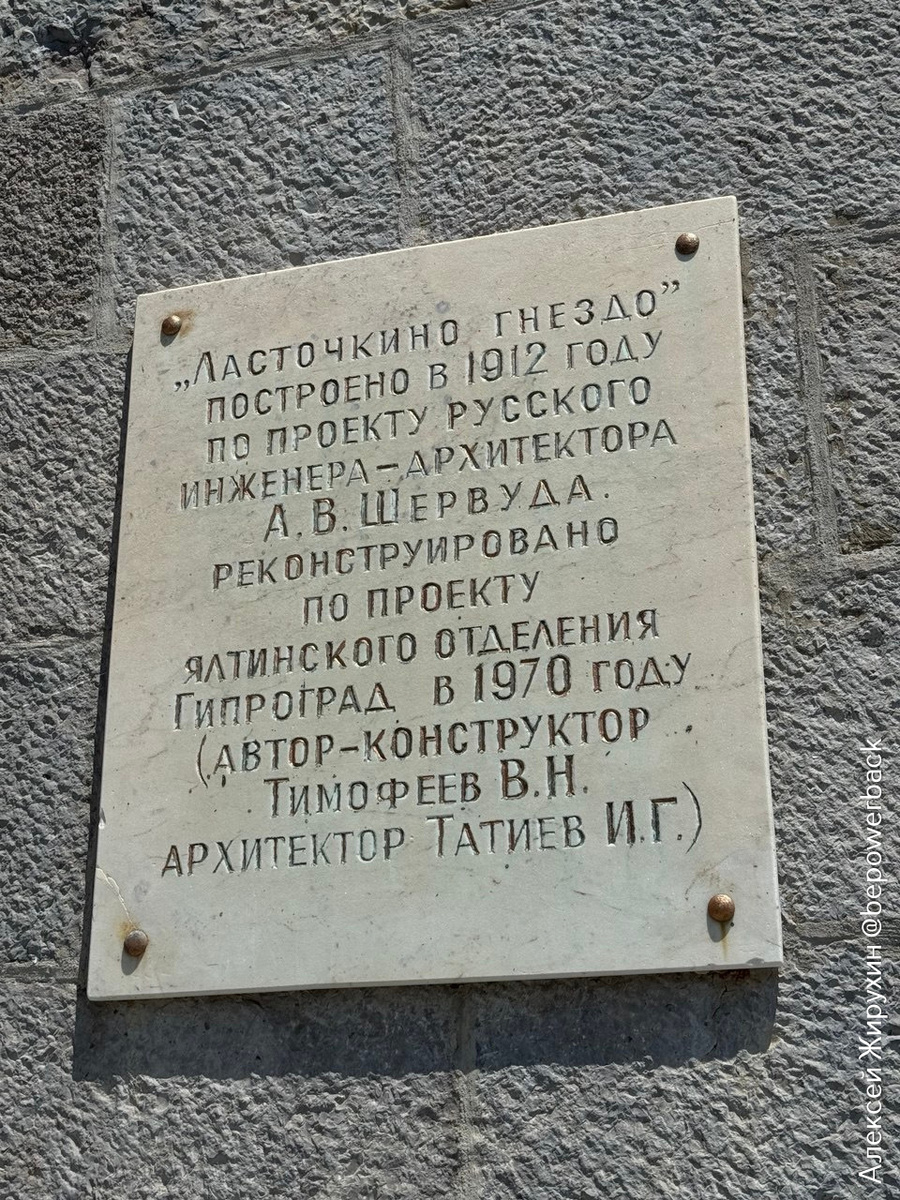 „Ласточкино гнездо”
построено в 1912 году
по проекту русского
инженера-архитектора
А.В. Шервуда.
реконструировано
по проекту
ялтинского отделения
Гипроград в 1970 году
(автор-конструктор
Тимофеев В.Н.
архитектор Татиев И.Г.)
Алексей Жирухин @bepowerback